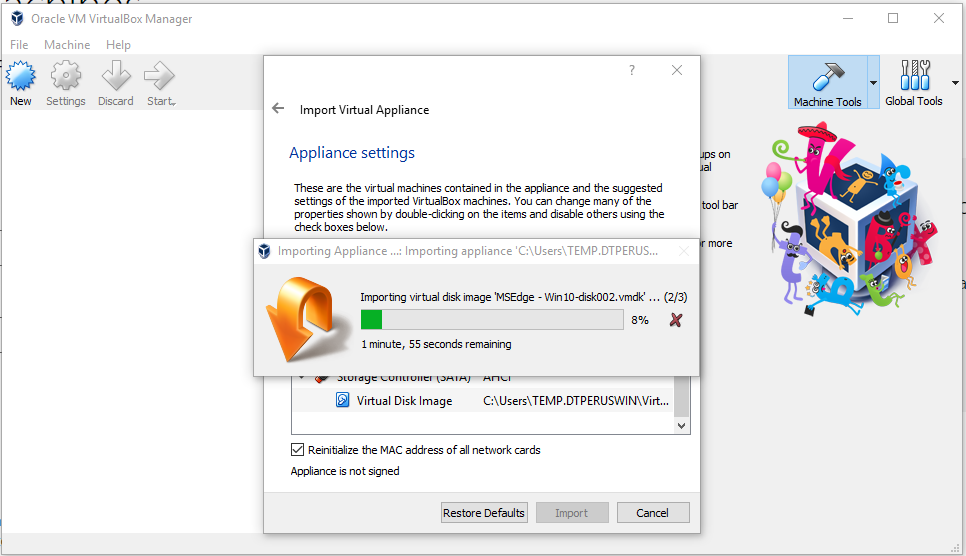 Oracle VM VirtualBox Manager
File Machine Help
New Settings Discard Start
Machine Tools Global Tools
?
Import Virtual Appliance
Appliance settings
These are the virtual machines contained in the appliance and the suggested
settings of the imported VirtualBox machines. You can change many of the
properties shown by double-clicking on the items and disable others using the
check boxes below.
ups on
ual
tool bar
or more
Importing Appliance ...: Importing appliance 'C:\Users\TEMP.DTPERUS...
Importing virtual disk image 'MSEdge - Win10-disk002.vmdk' ... (2/3)
8%
1 minute, 55 seconds remaining
Storage Controller (SATA) AHCI
Virtual Disk Image C:\Users\TEMP.DTPERUSWIN\Virt...
Reinitialize the MAC address of all network cards
Appliance is not signed
Restore Defaults Import Cancel